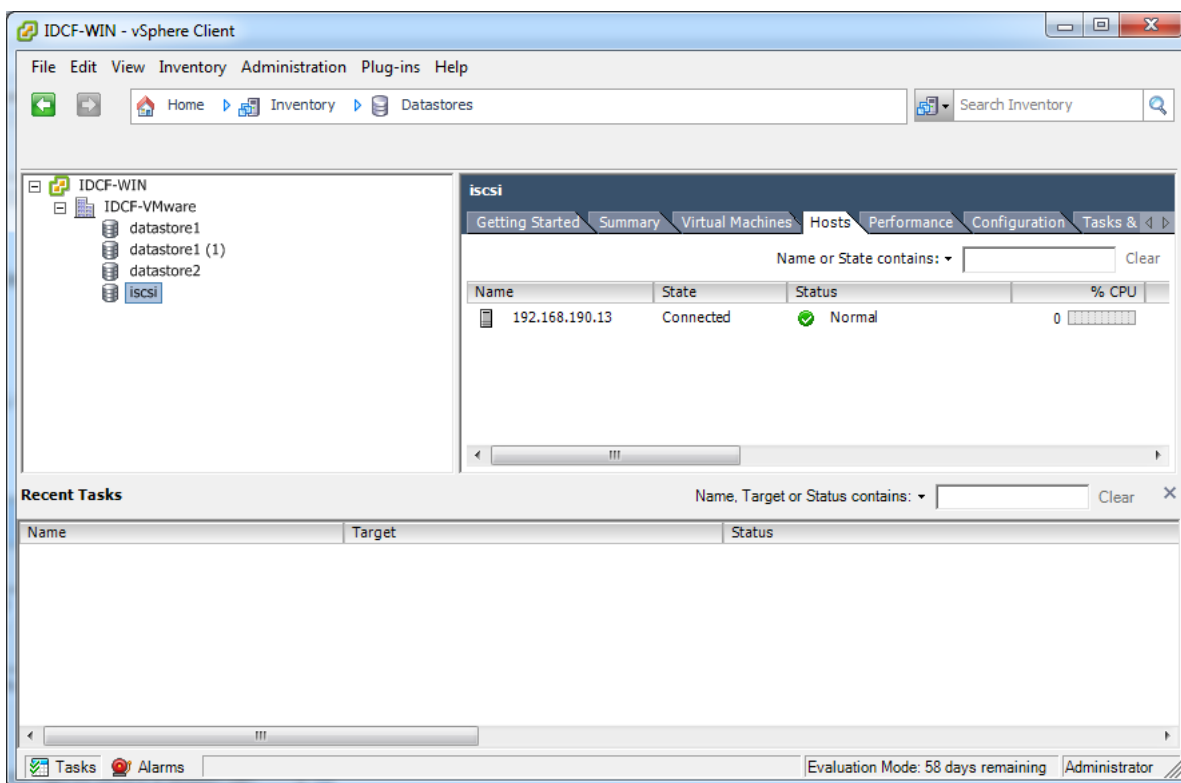 IDCF-WIN - vSphere Client
File Edit View Inventory Administration Plug-ins Help
Home Inventory Datastores Search Inventory
IDCF-WIN
IDCF-VMware
datastore1
datastore1 (1)
datastore2
iscsi
iscsi
Getting Started Summary Virtual Machines Hosts Performance Configuration Tasks &
Name or State contains: Clear
Name State Status % CPU
192.168.190.13 Connected Normal 0
Recent Tasks Name, Target or Status contains: Clear
Name Target Status
Tasks Alarms Evaluation Mode: 58 days remaining Administrator